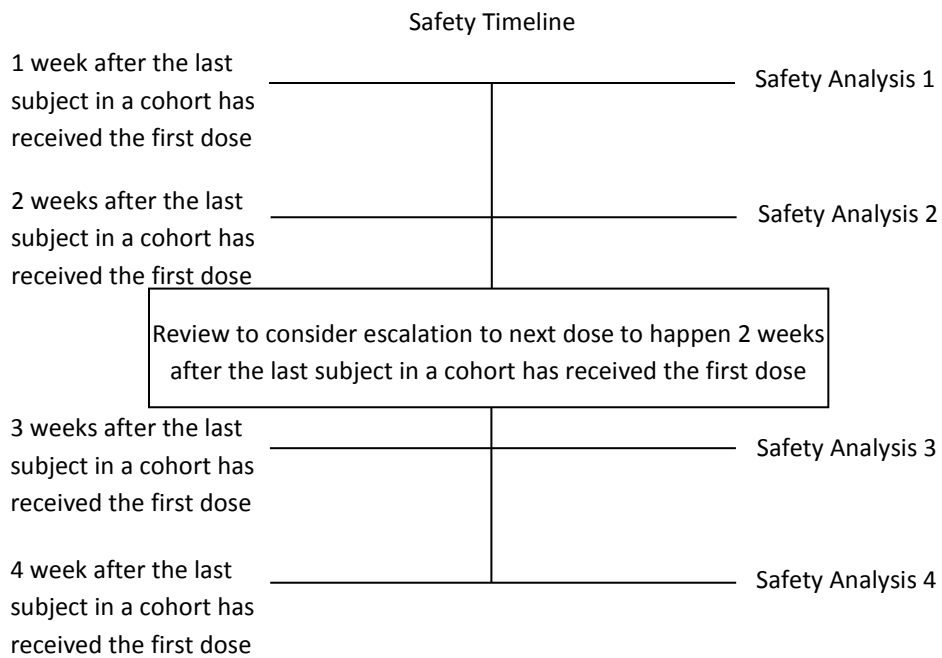 Safety Timeline
1 week after the last
subject in a cohort has
received the first dose
Safety Analysis 1
2 weeks after the last
subject in a cohort has
received the first dose
Safety Analysis 2
Review to consider escalation to next dose to happen 2 weeks
after the last subject in a cohort has received the first dose
3 weeks after the last
subject in a cohort has
received the first dose
Safety Analysis 3
4 week after the last
subject in a cohort has
received the first dose
Safety Analysis 4